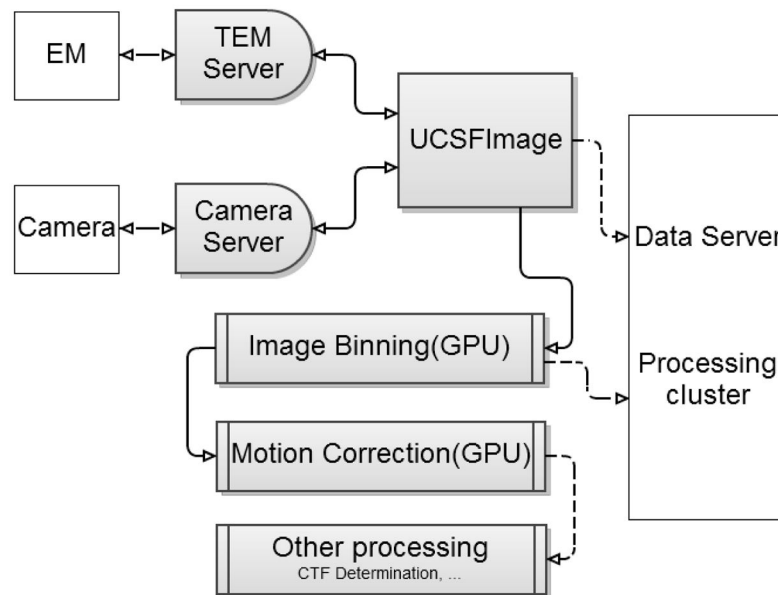 EM
TEM
Server
UCSFImage
Camera
Camera
Server
Data Server
Image Binning(GPU)
Processing
cluster
Motion Correction(GPU)
Other processing
CTF Determination, ...